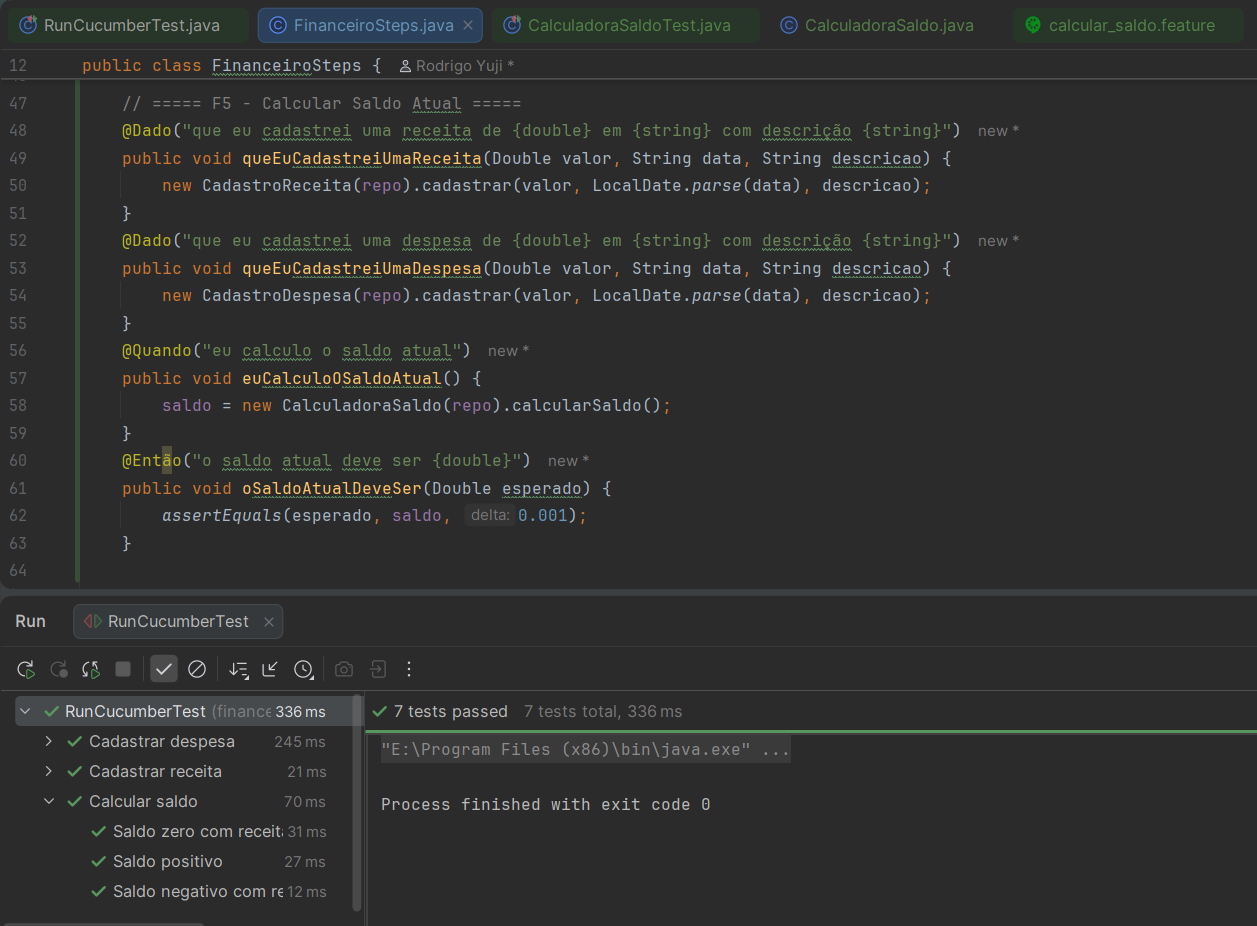 RunCucumberTest.java
FinanceiroSteps.java
CalculadoraSaldoTest.java
CalculadoraSaldo.java
calcular_saldo.feature
12 public class FinanceiroSteps { Rodrigo Yuji *
47 // ===== F5 - Calcular Saldo Atual =====
48 @Dado("que eu cadastrei uma receita de {double} em {string} com descrição {string}") new *
49 public void queEuCadastreiUmaReceita(Double valor, String data, String descricao) {
50 new CadastroReceita(repo).cadastrar(valor, LocalDate.parse(data), descricao);
51 }
52 @Dado("que eu cadastrei uma despesa de {double} em {string} com descrição {string}") new *
53 public void queEuCadastreiUmaDespesa(Double valor, String data, String descricao) {
54 new CadastroDespesa(repo).cadastrar(valor, LocalDate.parse(data), descricao);
55 }
56 @Quando("eu calculo o saldo atual") new *
57 public void euCalculoOSaldoAtual() {
58 saldo = new CalculadoraSaldo(repo).calcularSaldo();
59 }
60 @Então("o saldo atual deve ser {double}") new *
61 public void oSaldoAtualDeveSer(Double esperado) {
62 assertEquals(esperado, saldo, delta: 0.001);
63 }
64
Run RunCucumberTest
RunCucumberTest (finance 336 ms
Cadastrar despesa 245 ms
Cadastrar receita 21 ms
Calcular saldo 70 ms
Saldo zero com receit 31 ms
Saldo positivo 27 ms
Saldo negativo com re 12 ms
7 tests passed 7 tests total, 336 ms
"E:\Program Files (x86)\bin\java.exe" ...
Process finished with exit code 0